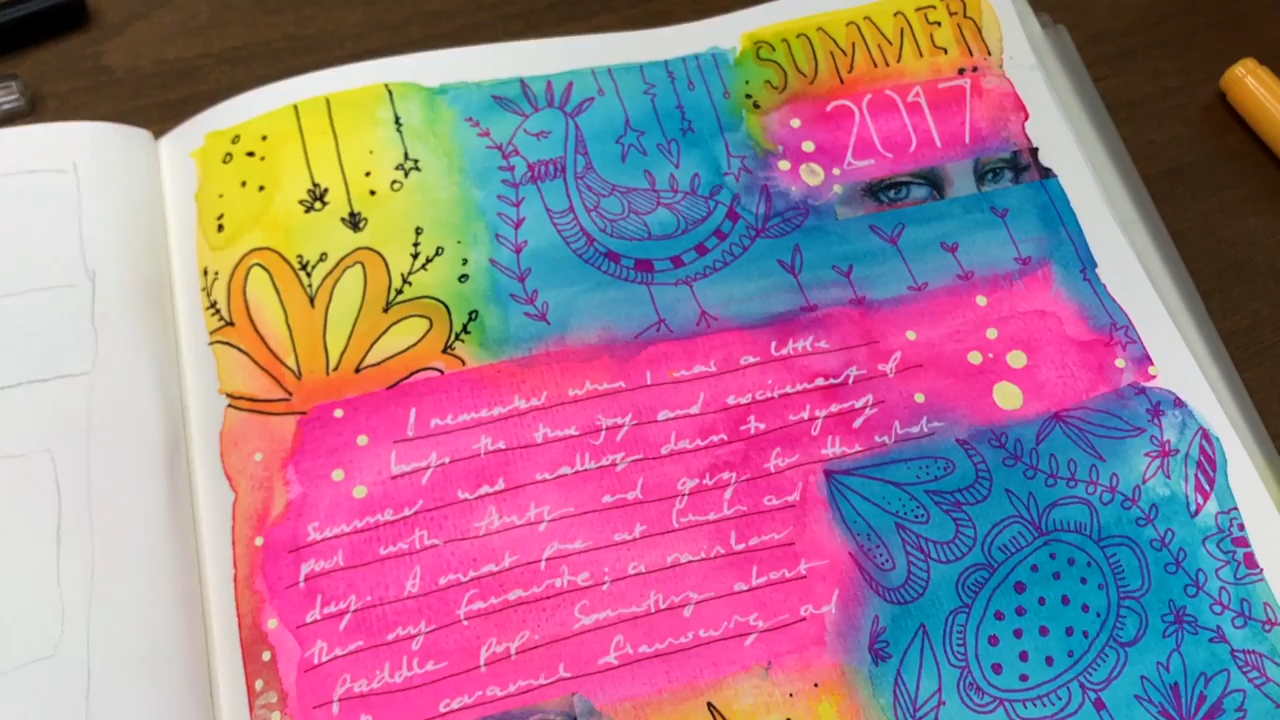 SUMMER
2017
I remember when I was a little
boy, the true joy and excitement of
summer was walking down to wyong
pool with Anty and going for the whole
day. A meat pie at lunch and
then my favourite; a rainbow
paddle pop. Something about
caramel flavouring ad